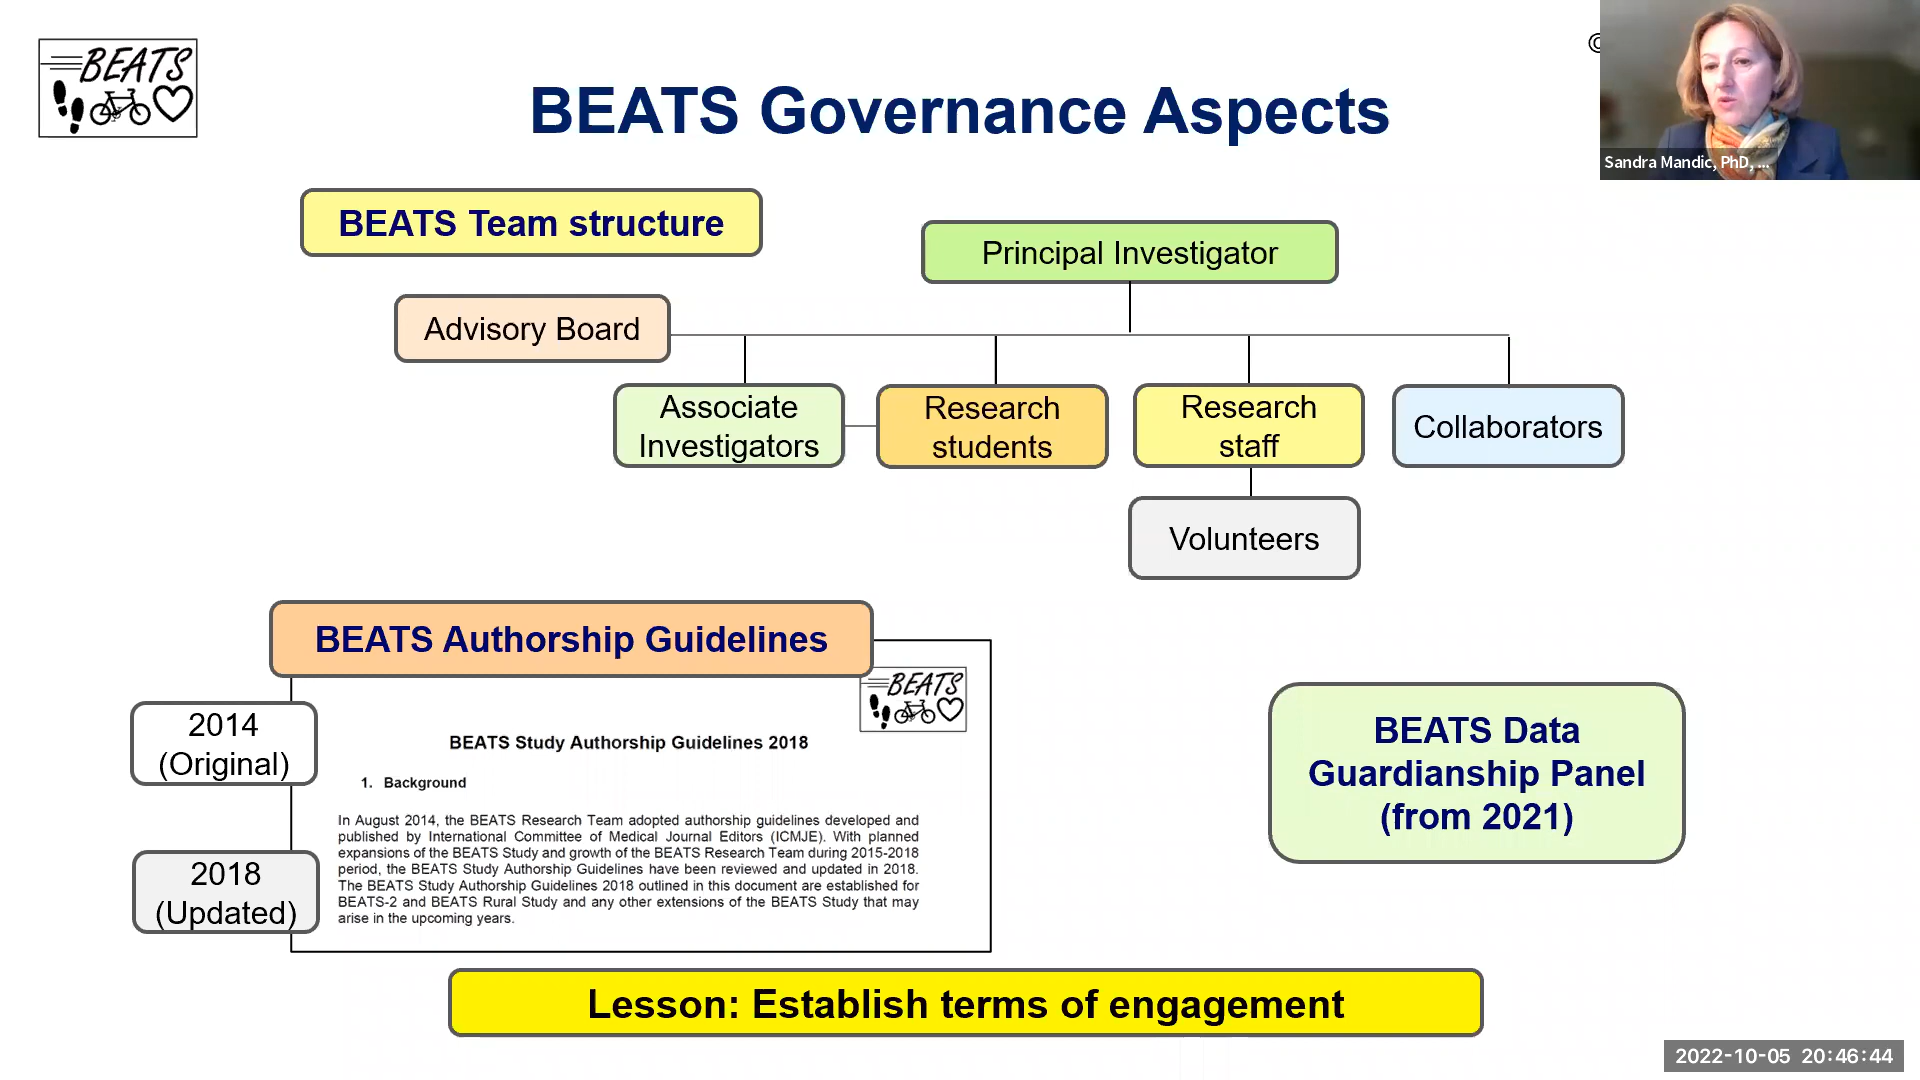 BEATS
©
BEATS Governance Aspects
Sandra Mandic, PhD, ...
BEATS Team structure
Principal Investigator
Advisory Board
Associate
Investigators
Research
students
Research
staff
Collaborators
Volunteers
BEATS Authorship Guidelines
BEATS
2014
(Original)
2018
(Updated)
BEATS Study Authorship Guidelines 2018
1. Background
In August 2014, the BEATS Research Team adopted authorship guidelines developed and
published by International Committee of Medical Journal Editors (ICMJE). With planned
expansions of the BEATS Study and growth of the BEATS Research Team during 2015-2018
period, the BEATS Study Authorship Guidelines have been reviewed and updated in 2018.
The BEATS Study Authorship Guidelines 2018 outlined in this document are established for
BEATS-2 and BEATS Rural Study and any other extensions of the BEATS Study that may
arise in the upcoming years.
BEATS Data
Guardianship Panel
(from 2021)
Lesson: Establish terms of engagement
2022-10-05 20:46:44